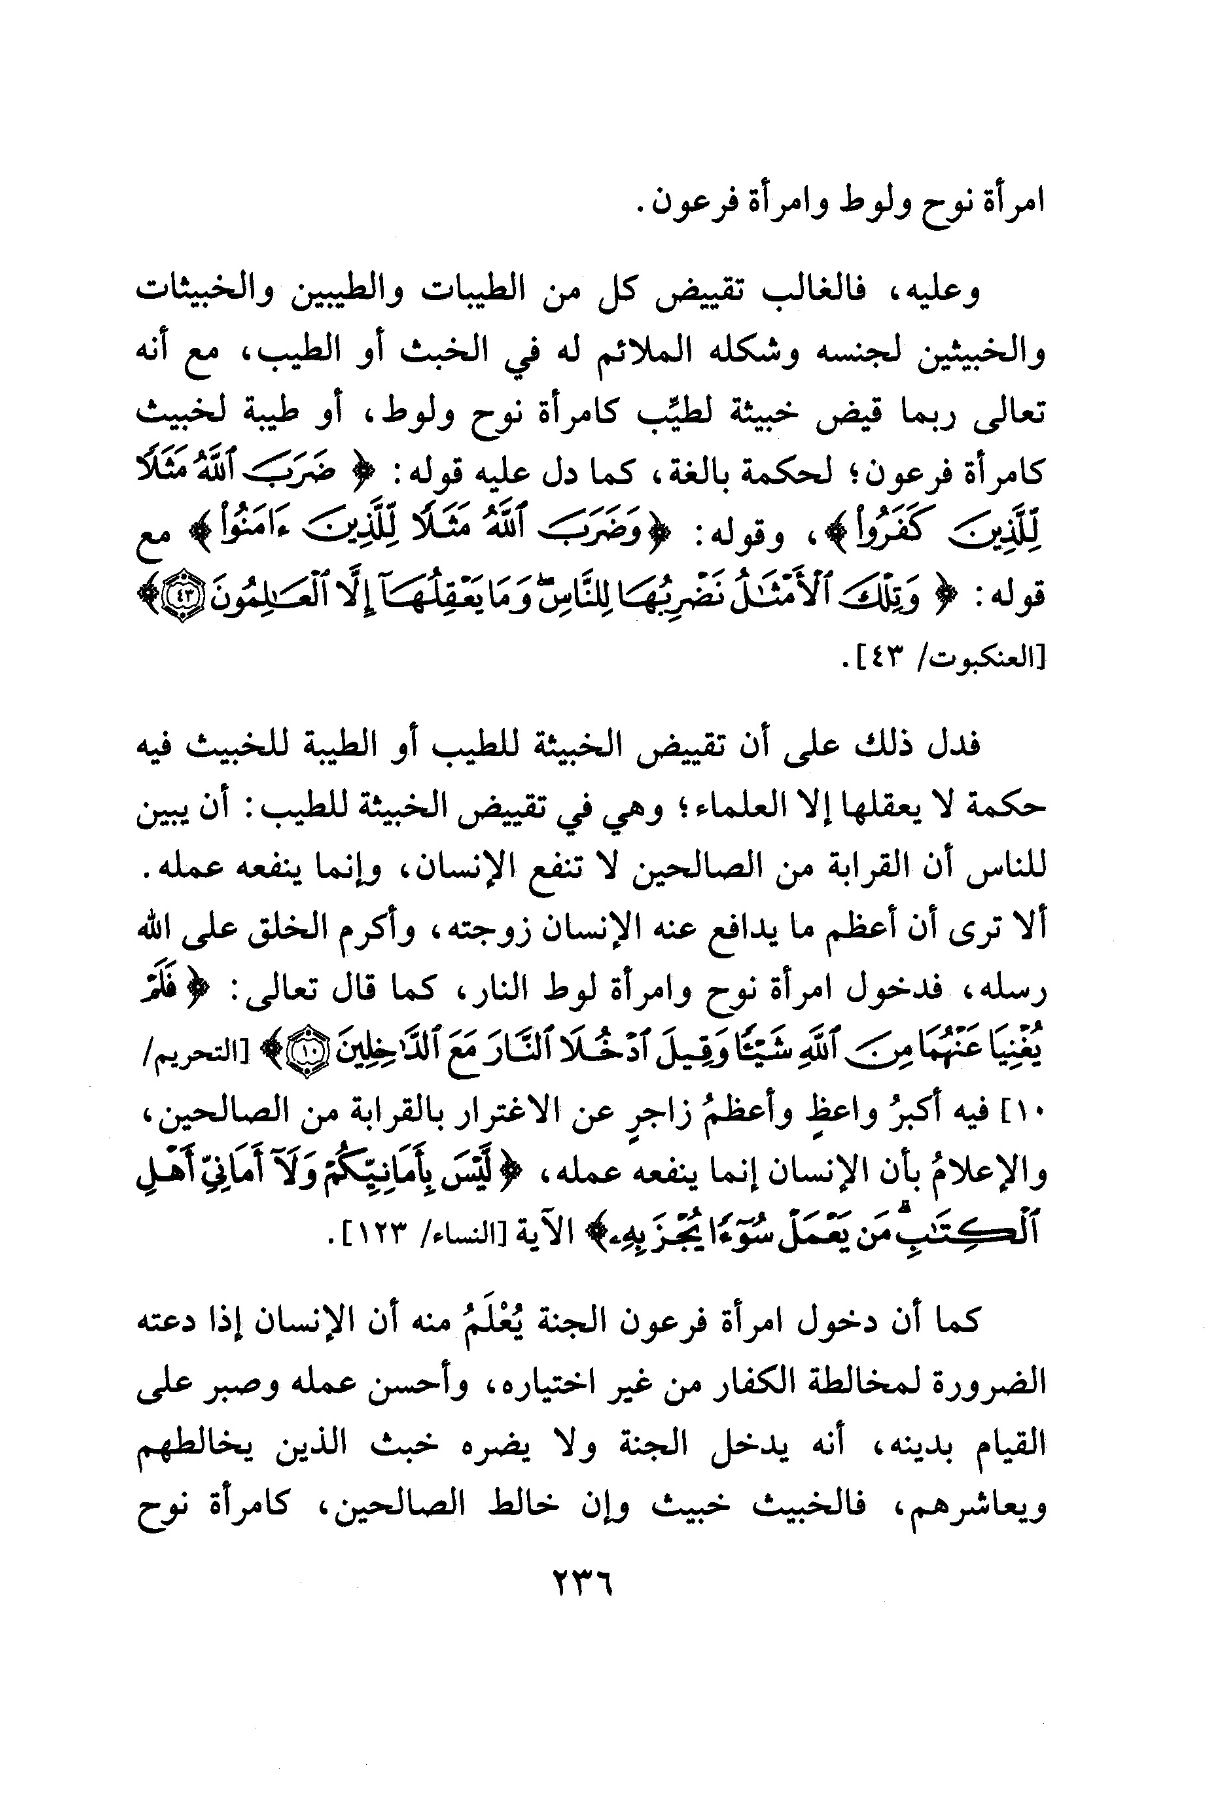 امرأة نوح ولوط وامرأة فرعون.
وعليه، فالغالب تقييض كل من الطيبات والطيبين والخبيثات
والخبيثين لجنسه وشكله الملائم له في الخبث أو الطيب، مع أنه
تعالى ربما قيض خبيثة لطيِّب كامرأة نوح ولوط، أو طيبة لخبيث
كامرأة فرعون؛ لحكمة بالغة، كما دل عليه قوله: ﴿ضَرَبَ ٱللَّهُ مَثَلًا
لِّلَّذِينَ كَفَرُوا۟﴾، وقوله: ﴿وَضَرَبَ ٱللَّهُ مَثَلًا لِّلَّذِينَ ءَامَنُوا۟﴾ مع
قوله: ﴿وَتِلْكَ ٱلْأَمْثَٰلُ نَضْرِبُهَا لِلنَّاسِ ۖ وَمَا يَعْقِلُهَآ إِلَّا ٱلْعَٰلِمُونَ ٤٣﴾
[العنكبوت/ ٤٣].
فدل ذلك على أن تقييض الخبيثة للطيب أو الطيبة للخبيث فيه
حكمة لا يعقلها إلا العلماء؛ وهي في تقييض الخبيثة للطيب: أن يبين
للناس أن القرابة من الصالحين لا تنفع الإنسان، وإنما ينفعه عمله.
ألا ترى أن أعظم ما يدافع عنه الإنسان زوجته، وأكرم الخلق على الله
رسله، فدخول امرأة نوح وامرأة لوط النار، كما قال تعالى: ﴿فَلَمْ
يُغْنِيَا عَنْهُمَا مِنَ ٱللَّهِ شَيْـًٔا وَقِيلَ ٱدْخُلَا ٱلنَّارَ مَعَ ٱلدَّٰخِلِينَ ١٠﴾ [التحريم/
١٠] فيه أكبرُ واعظٍ وأعظمُ زاجرٍ عن الاغترار بالقرابة من الصالحين،
والإعلامُ بأن الإنسان إنما ينفعه عمله، ﴿لَّيْسَ بِأَمَانِيِّكُمْ وَلَآ أَمَانِىِّ أَهْلِ
ٱلْكِتَٰبِ ۗ مَن يَعْمَلْ سُوٓءًا يُجْزَ بِهِۦ﴾ الآية [النساء/ ١٢٣].
كما أن دخول امرأة فرعون الجنة يُعْلَمُ منه أن الإنسان إذا دعته
الضرورة لمخالطة الكفار من غير اختياره، وأحسن عمله وصبر على
القيام بدينه، أنه يدخل الجنة ولا يضره خبث الذين يخالطهم
ويعاشرهم، فالخبيث خبيث وإن خالط الصالحين، كامرأة نوح
٢٣٦